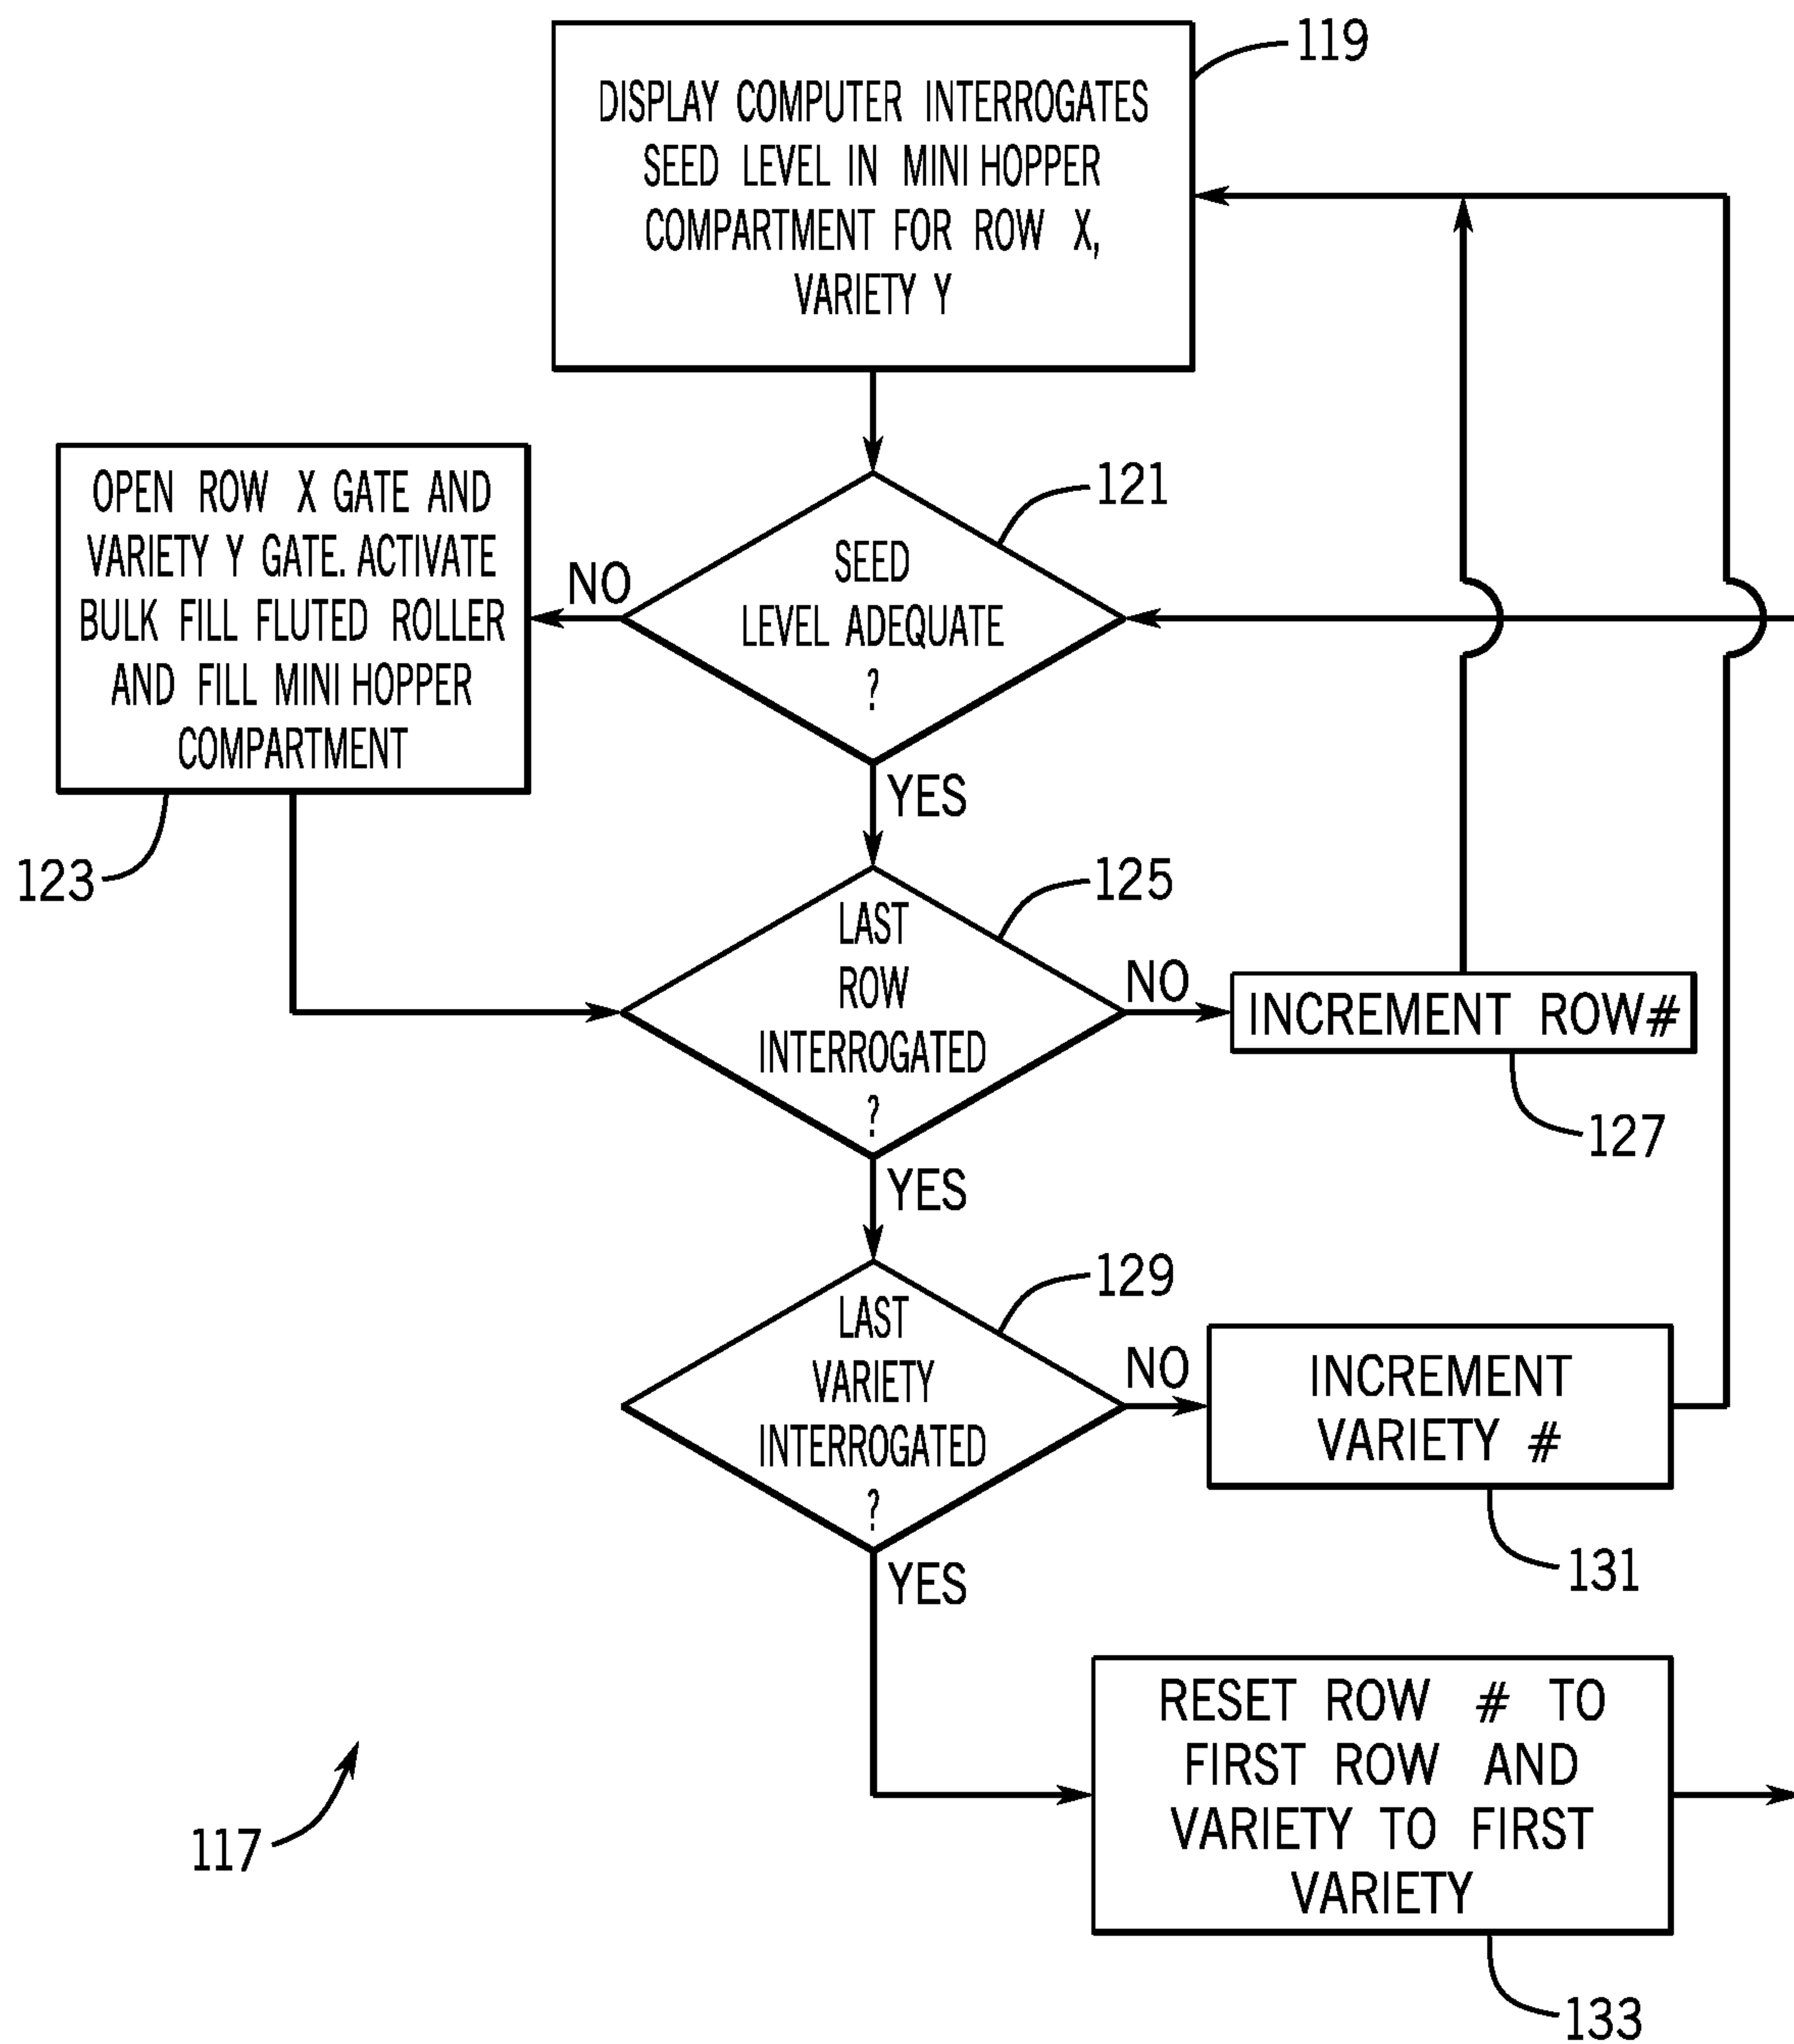 119
DISPLAY COMPUTER INTERROGATES
SEED LEVEL IN MINI HOPPER
COMPARTMENT FOR ROW X,
VARIETY Y
OPEN ROW X GATE AND
VARIETY Y GATE. ACTIVATE
BULK FILL FLUTED ROLLER
AND FILL MINI HOPPER
COMPARTMENT
123
NO
121
SEED
LEVEL ADEQUATE
?
YES
125
LAST
ROW
INTERROGATED
?
NO
INCREMENT ROW#
127
YES
129
LAST
VARIETY
INTERROGATED
?
NO
INCREMENT
VARIETY #
131
YES
RESET ROW # TO
FIRST ROW AND
VARIETY TO FIRST
VARIETY
133
117